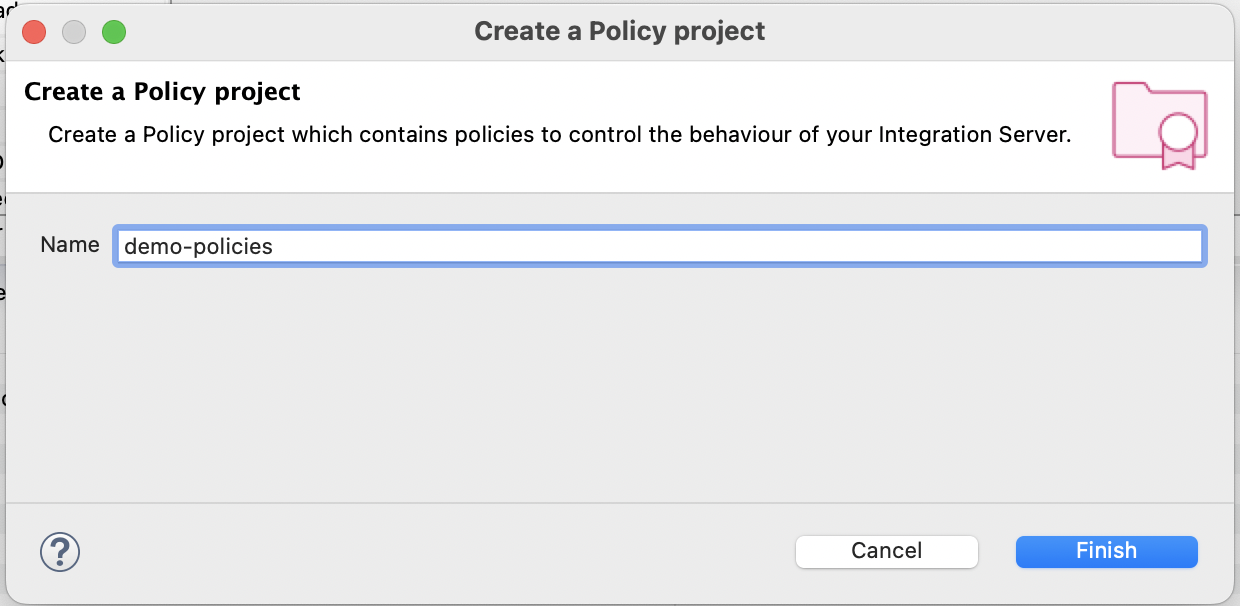 Create a Policy project
Create a Policy project
Create a Policy project which contains policies to control the behaviour of your Integration Server.
Name demo-policies
?
Cancel Finish